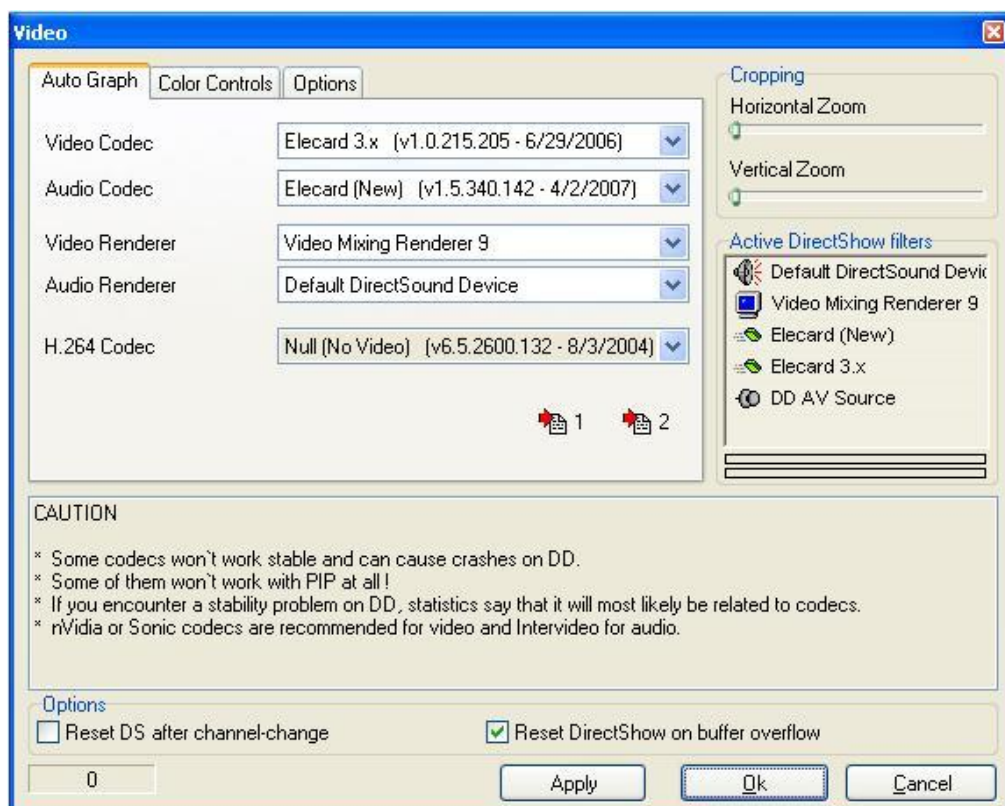 Video
Auto Graph
Color Controls
Options
Video Codec
Elecard 3.x (v1.0.215.205 - 6/29/2006)
Audio Codec
Elecard (New) (v1.5.340.142 - 4/2/2007)
Video Renderer
Video Mixing Renderer 9
Audio Renderer
Default DirectSound Device
H.264 Codec
Null (No Video) (v6.5.2600.132 - 8/3/2004)
1
2
Cropping
Horizontal Zoom
Vertical Zoom
Active DirectShow filters
Default DirectSound Devic
Video Mixing Renderer 9
Elecard (New)
Elecard 3.x
DD AV Source
CAUTION
* Some codecs won`t work stable and can cause crashes on DD.
* Some of them won`t work with PIP at all !
* If you encounter a stability problem on DD, statistics say that it will most likely be related to codecs.
* nVidia or Sonic codecs are recommended for video and Intervideo for audio.
Options
Reset DS after channel-change
Reset DirectShow on buffer overflow
0
Apply
Ok
Cancel